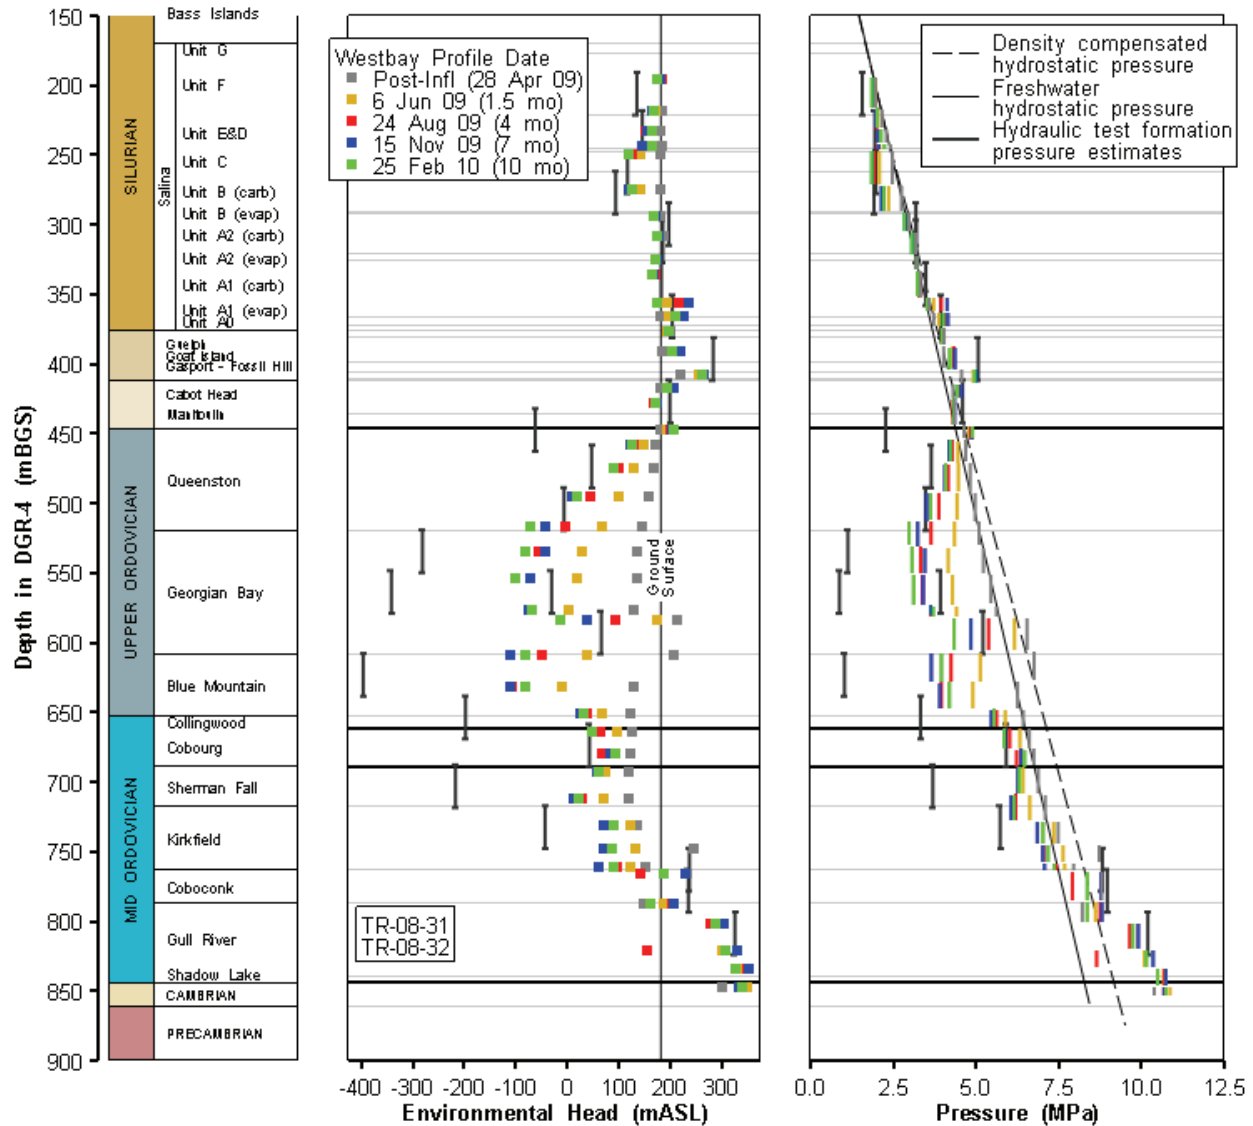 Bass Islands
Unit G
Unit F
Unit E&D
Unit C
Unit B (carb)
Unit B (evap)
Unit A2 (carb)
Unit A2 (evap)
Unit A1 (carb)
Unit A1 (evap)
Unit A0
Salina
Guelph
Goat Island
Gasport - Fossil Hill
Cabot Head
Manitoulin
Queenston
Georgian Bay
Blue Mountain
Collingwood
Cobourg
Sherman Fall
Kirkfield
Coboconk
Gull River
Shadow Lake
CAMBRIAN
PRECAMBRIAN
SILURIAN
UPPER ORDOVICIAN
MID ORDOVICIAN
Depth in DGR-4 (mBGS)
150
200
250
300
350
400
450
500
550
600
650
700
750
800
850
900
Westbay Profile Date
Post-Infl (28 Apr 09)
6 Jun 09 (1.5 mo)
24 Aug 09 (4 mo)
15 Nov 09 (7 mo)
25 Feb 10 (10 mo)
Ground
Surface
TR-08-31
TR-08-32
-400 -300 -200 -100 0 100 200 300
Environmental Head (mASL)
Density compensated
hydrostatic pressure
Freshwater
hydrostatic pressure
Hydraulic test formation
pressure estimates
0.0 2.5 5.0 7.5 10.0 12.5
Pressure (MPa)